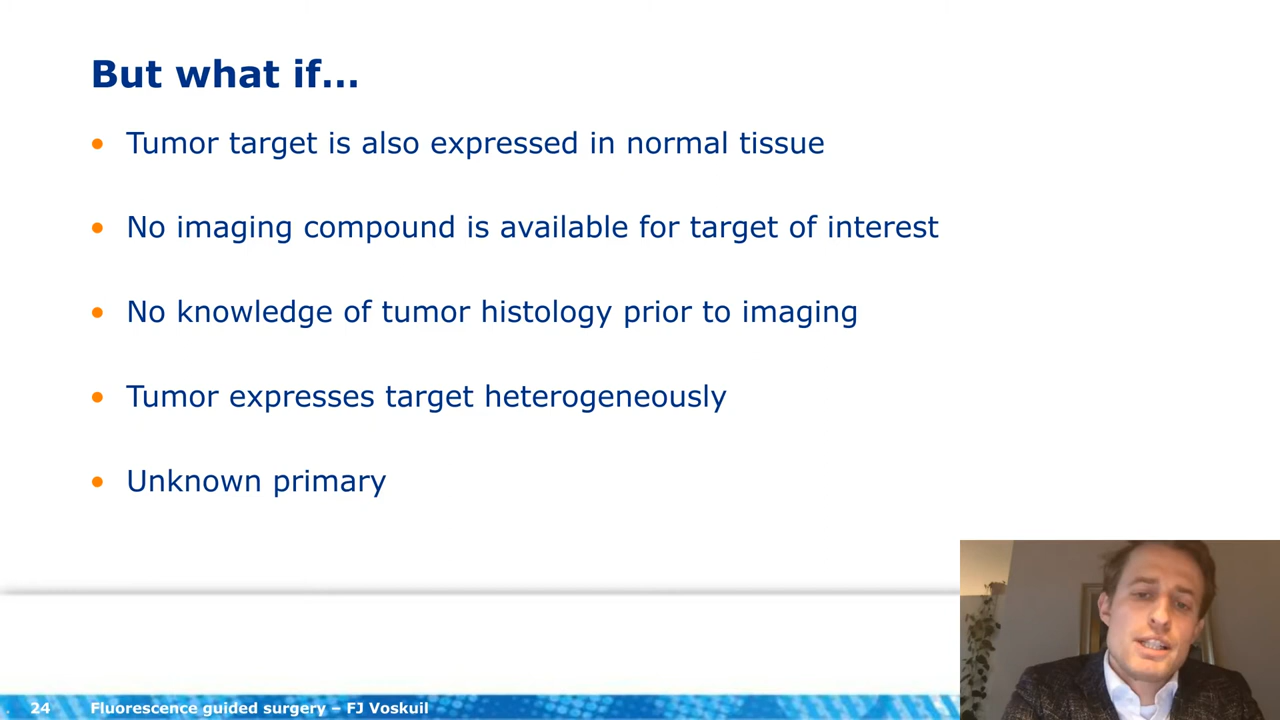 But what if...
• Tumor target is also expressed in normal tissue
• No imaging compound is available for target of interest
• No knowledge of tumor histology prior to imaging
• Tumor expresses target heterogeneously
• Unknown primary
24 Fluorescence guided surgery – FJ Voskuil